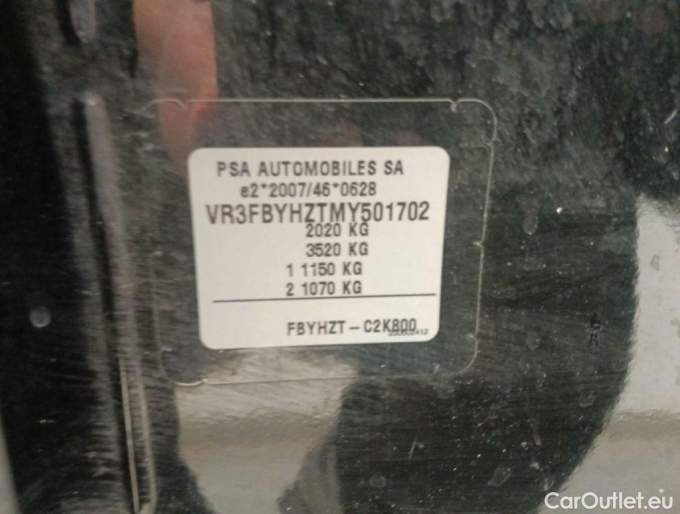 PSA AUTOMOBILES SA
e2*2007/46*0628
VR3FBYHZTMY501702
2020 KG
3520 KG
1 1150 KG
2 1070 KG
FBYHZT – C2K800
CarOutlet.eu